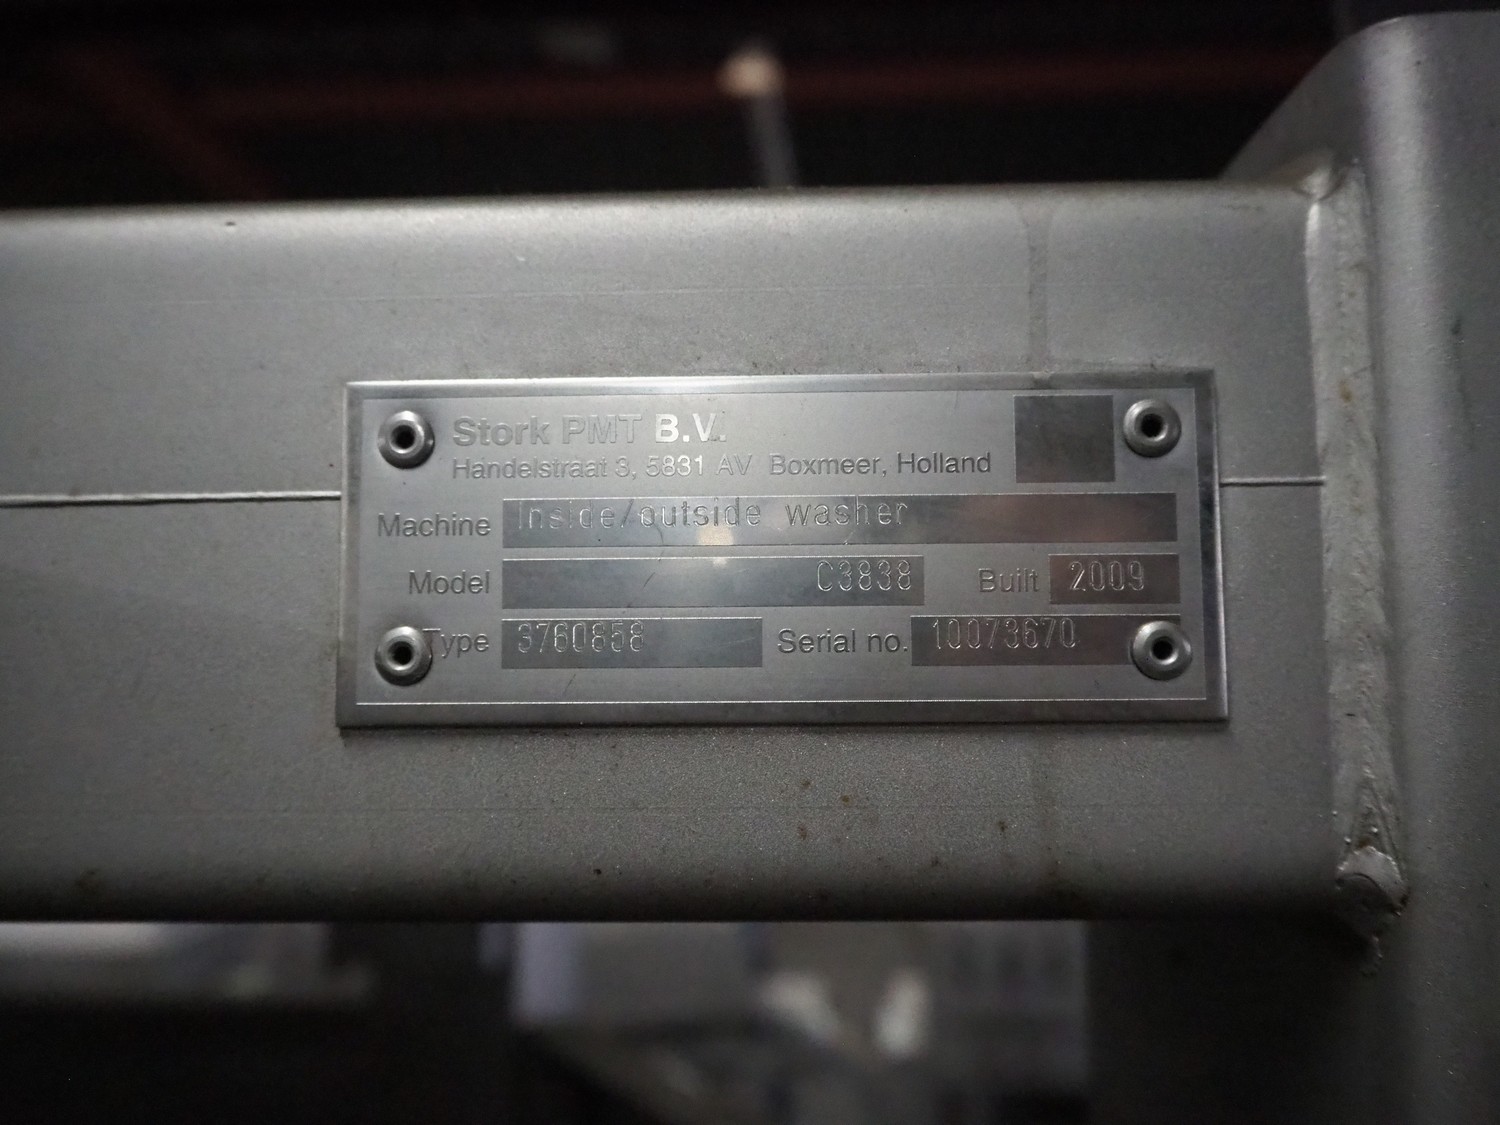 Stork PMT B.V.
Handelstraat 3, 5831 AV Boxmeer, Holland
Machine Inside/outside washer
Model C3838 Built 2009
Type 3760858 Serial no. 10073670